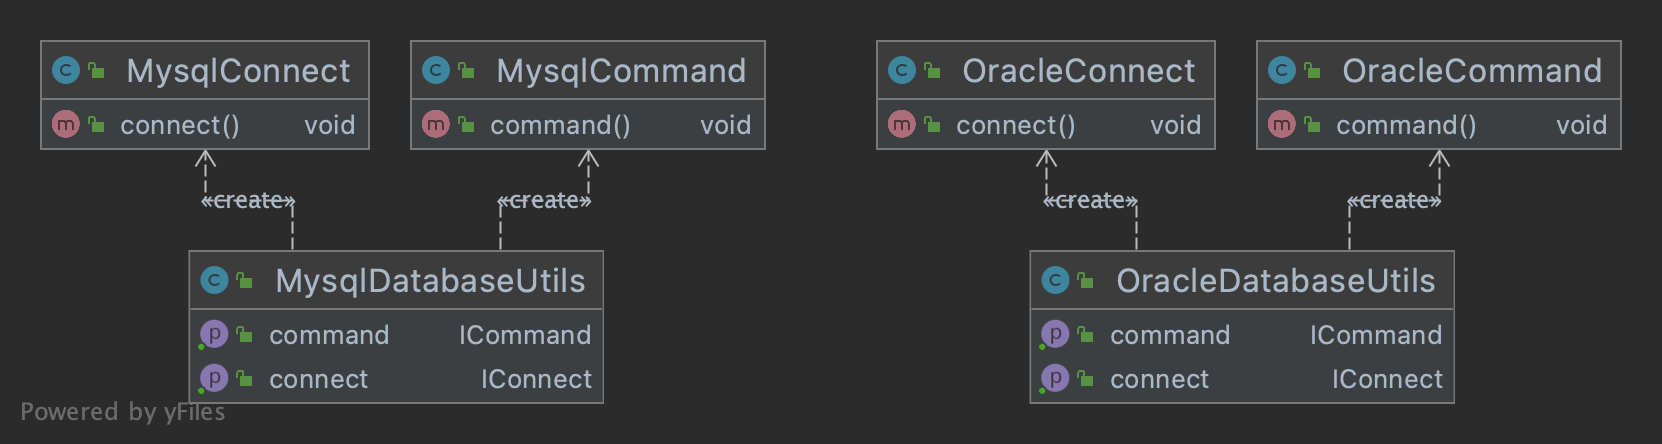 MysqlConnect
connect() void
MysqlCommand
command() void
OracleConnect
connect() void
OracleCommand
command() void
«create»
«create»
«create»
«create»
MysqlDatabaseUtils
command ICommand
connect IConnect
OracleDatabaseUtils
command ICommand
connect IConnect
Powered by yFiles